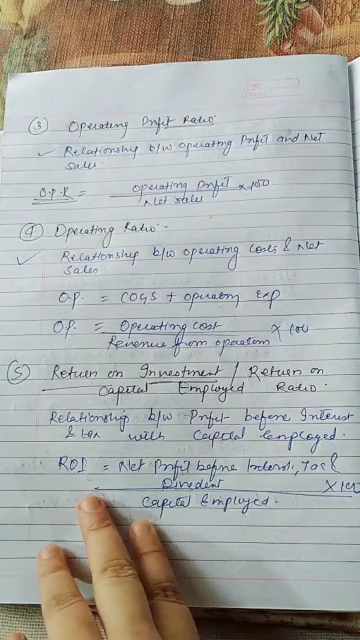 ③ Operating Profit Ratio
✓ Relationship b/w operating Profit and Net
Sales.
O.P.R = operating Profit × 100
Net sales
④ Operating Ratio -
✓ Relationship b/w operating Costs & Net
Sales
O.P. = COGS + operating Exp
O.P. = Operating cost × 100
Revenue from operation
⑤ Return on Investment / Return on
Capital Employed Ratio.
Relationship b/w Profit before Interest
& tax with Capital Employed.
ROI = Net Profit before Interest, Tax &
Divedent × 100
Capital Employed.